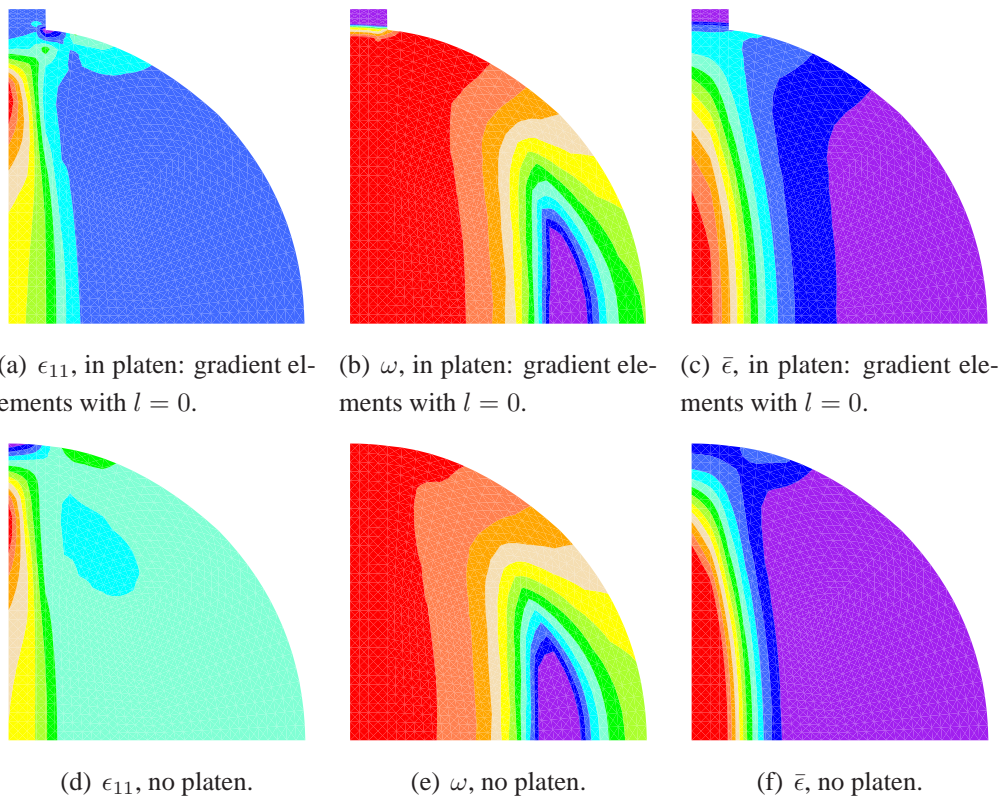 (a) ϵ₁₁, in platen: gradient el- (b) ω, in platen: gradient ele- (c) ϵ̄, in platen: gradient ele-
ements with l = 0. ments with l = 0. ments with l = 0.
(d) ϵ₁₁, no platen. (e) ω, no platen. (f) ϵ̄, no platen.